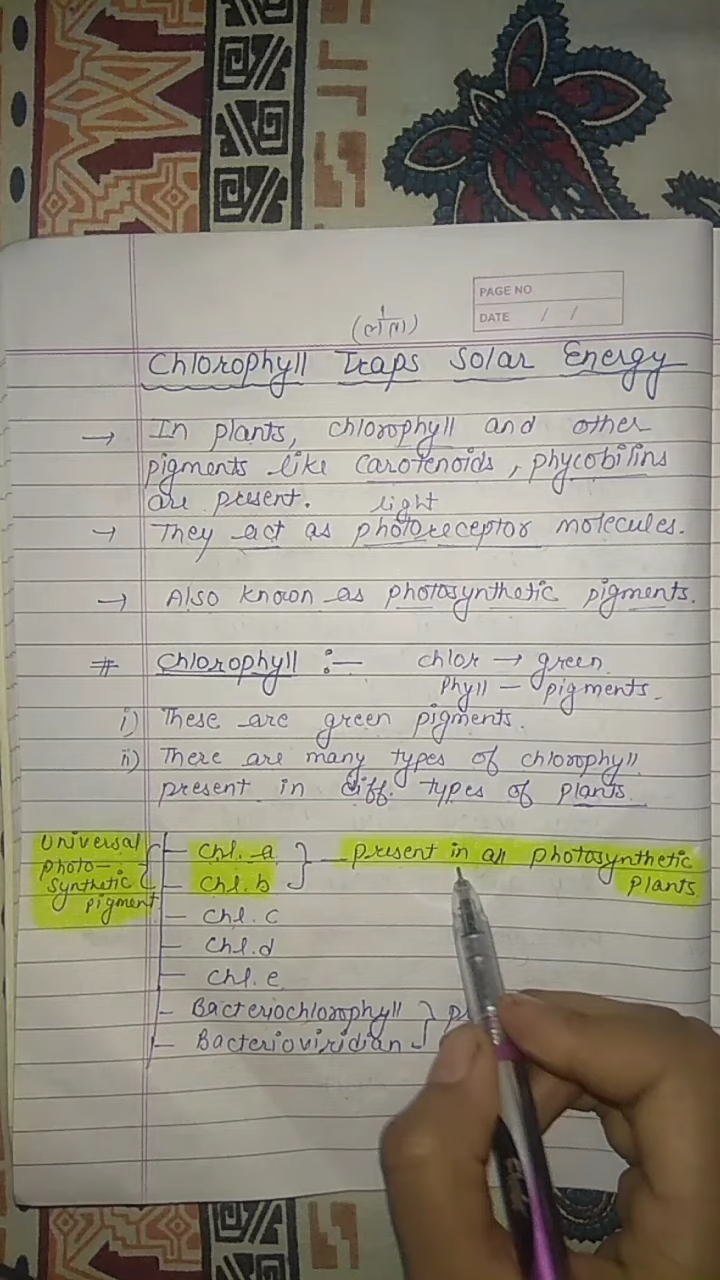 PAGE NO
DATE / /
Chlorophyll Traps Solar Energy
→ In plants, chlorophyll and other
pigments like carotenoids, phycobilins
are present.
light
→ They act as photoreceptor molecules.
→ Also known as photosynthetic pigments.
# Chlorophyll :— chlor → green
Phyll — pigments.
i) These are green pigments.
ii) There are many types of chlorophyll
present in diff. types of plants.
Universal
Photo-
Synthetic
pigment
— Chl. a } — present in all photosynthetic
— Chl. b
plants
— Chl. c
— Chl. d
— Chl. e
— Bacteriochlorophyll }
— Bacterioviridian